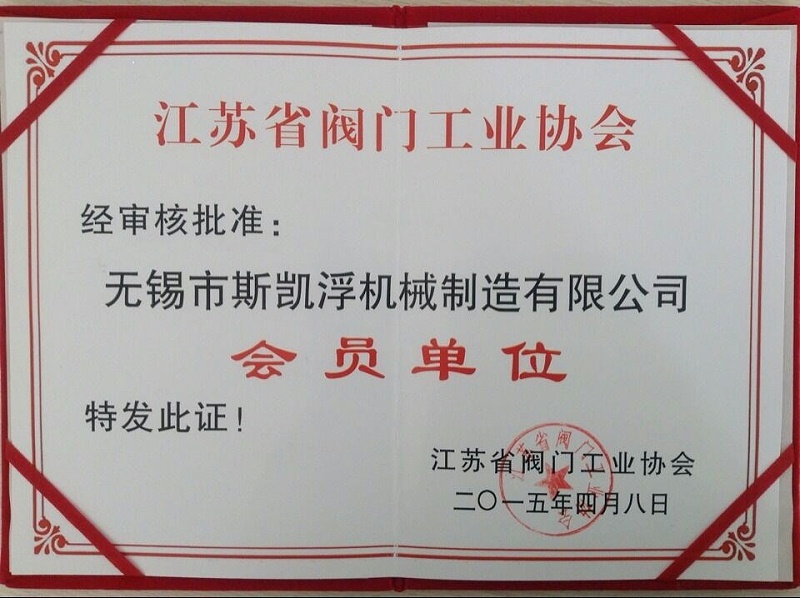 江苏省阀门工业协会
经审核批准：
无锡市斯凯浮机械制造有限公司
会员单位
特发此证！
江苏省阀门工业协会
二〇一五年四月八日